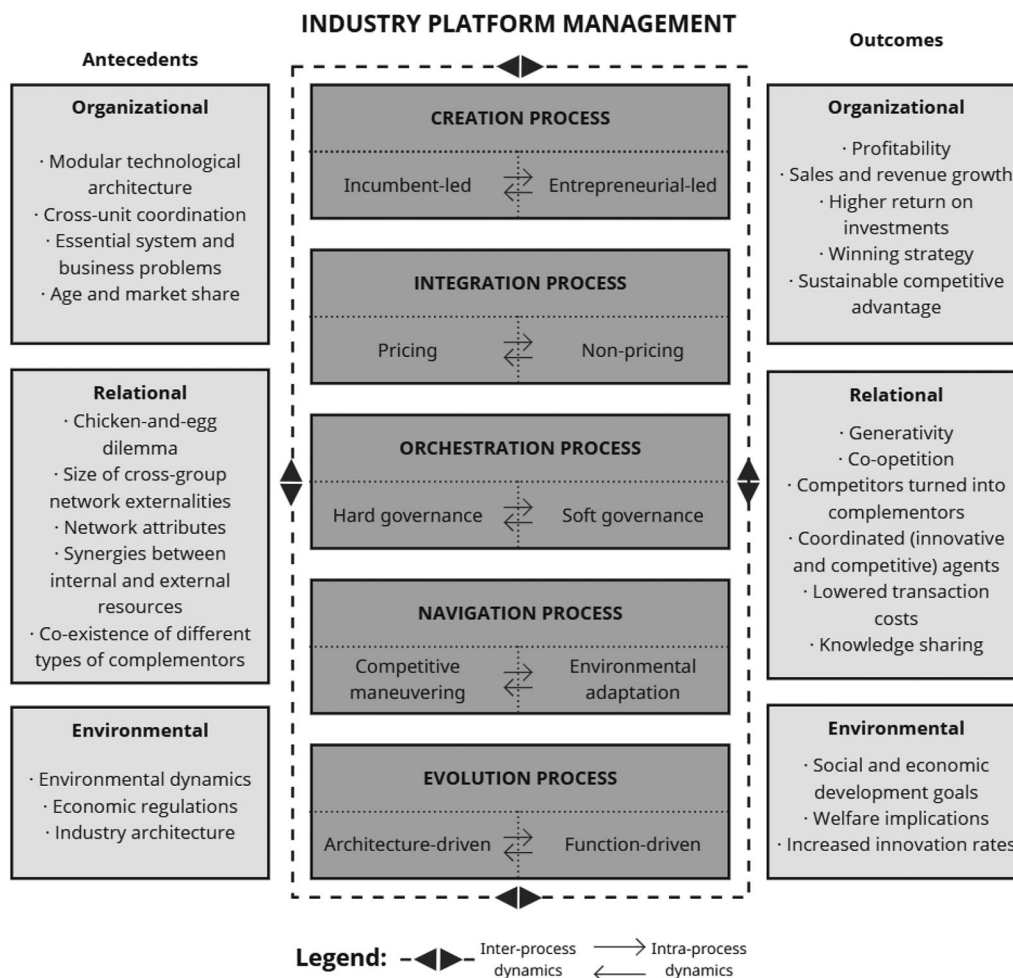 INDUSTRY PLATFORM MANAGEMENT
Antecedents
Organizational
· Modular technological
architecture
· Cross-unit coordination
· Essential system and
business problems
· Age and market share
Relational
· Chicken-and-egg
dilemma
· Size of cross-group
network externalities
· Network attributes
· Synergies between
internal and external
resources
· Co-existence of different
types of complementors
Environmental
· Environmental dynamics
· Economic regulations
· Industry architecture
CREATION PROCESS
Incumbent-led
Entrepreneurial-led
INTEGRATION PROCESS
Pricing
Non-pricing
ORCHESTRATION PROCESS
Hard governance
Soft governance
NAVIGATION PROCESS
Competitive
maneuvering
Environmental
adaptation
EVOLUTION PROCESS
Architecture-driven
Function-driven
Outcomes
Organizational
· Profitability
· Sales and revenue growth
· Higher return on
investments
· Winning strategy
· Sustainable competitive
advantage
Relational
· Generativity
· Co-opetition
· Competitors turned into
complementors
· Coordinated (innovative
and competitive) agents
· Lowered transaction
costs
· Knowledge sharing
Environmental
· Social and economic
development goals
· Welfare implications
· Increased innovation rates
Legend:
Inter-process
dynamics
Intra-process
dynamics